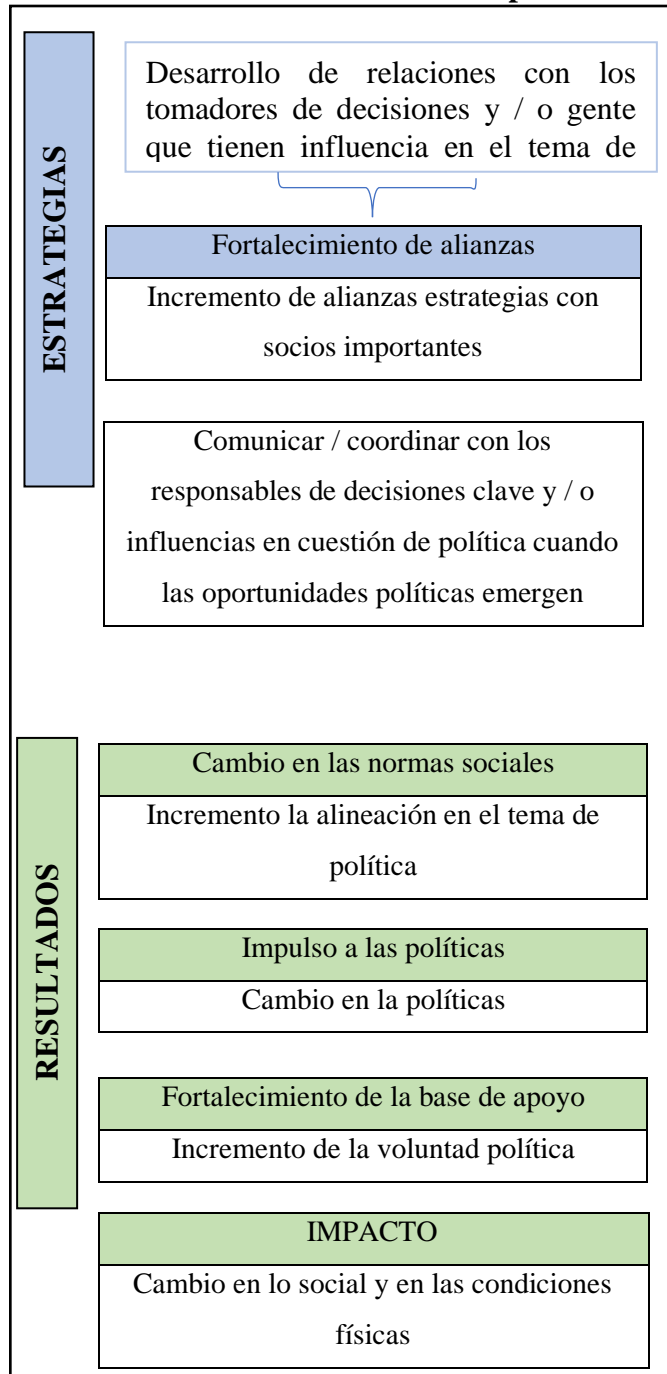 ESTRATEGIAS
Desarrollo de relaciones con los
tomadores de decisiones y / o gente
que tienen influencia en el tema de
Fortalecimiento de alianzas
Incremento de alianzas estrategias con
socios importantes
Comunicar / coordinar con los
responsables de decisiones clave y / o
influencias en cuestión de política cuando
las oportunidades políticas emergen
RESULTADOS
Cambio en las normas sociales
Incremento la alineación en el tema de
política
Impulso a las políticas
Cambio en la políticas
Fortalecimiento de la base de apoyo
Incremento de la voluntad política
IMPACTO
Cambio en lo social y en las condiciones
físicas